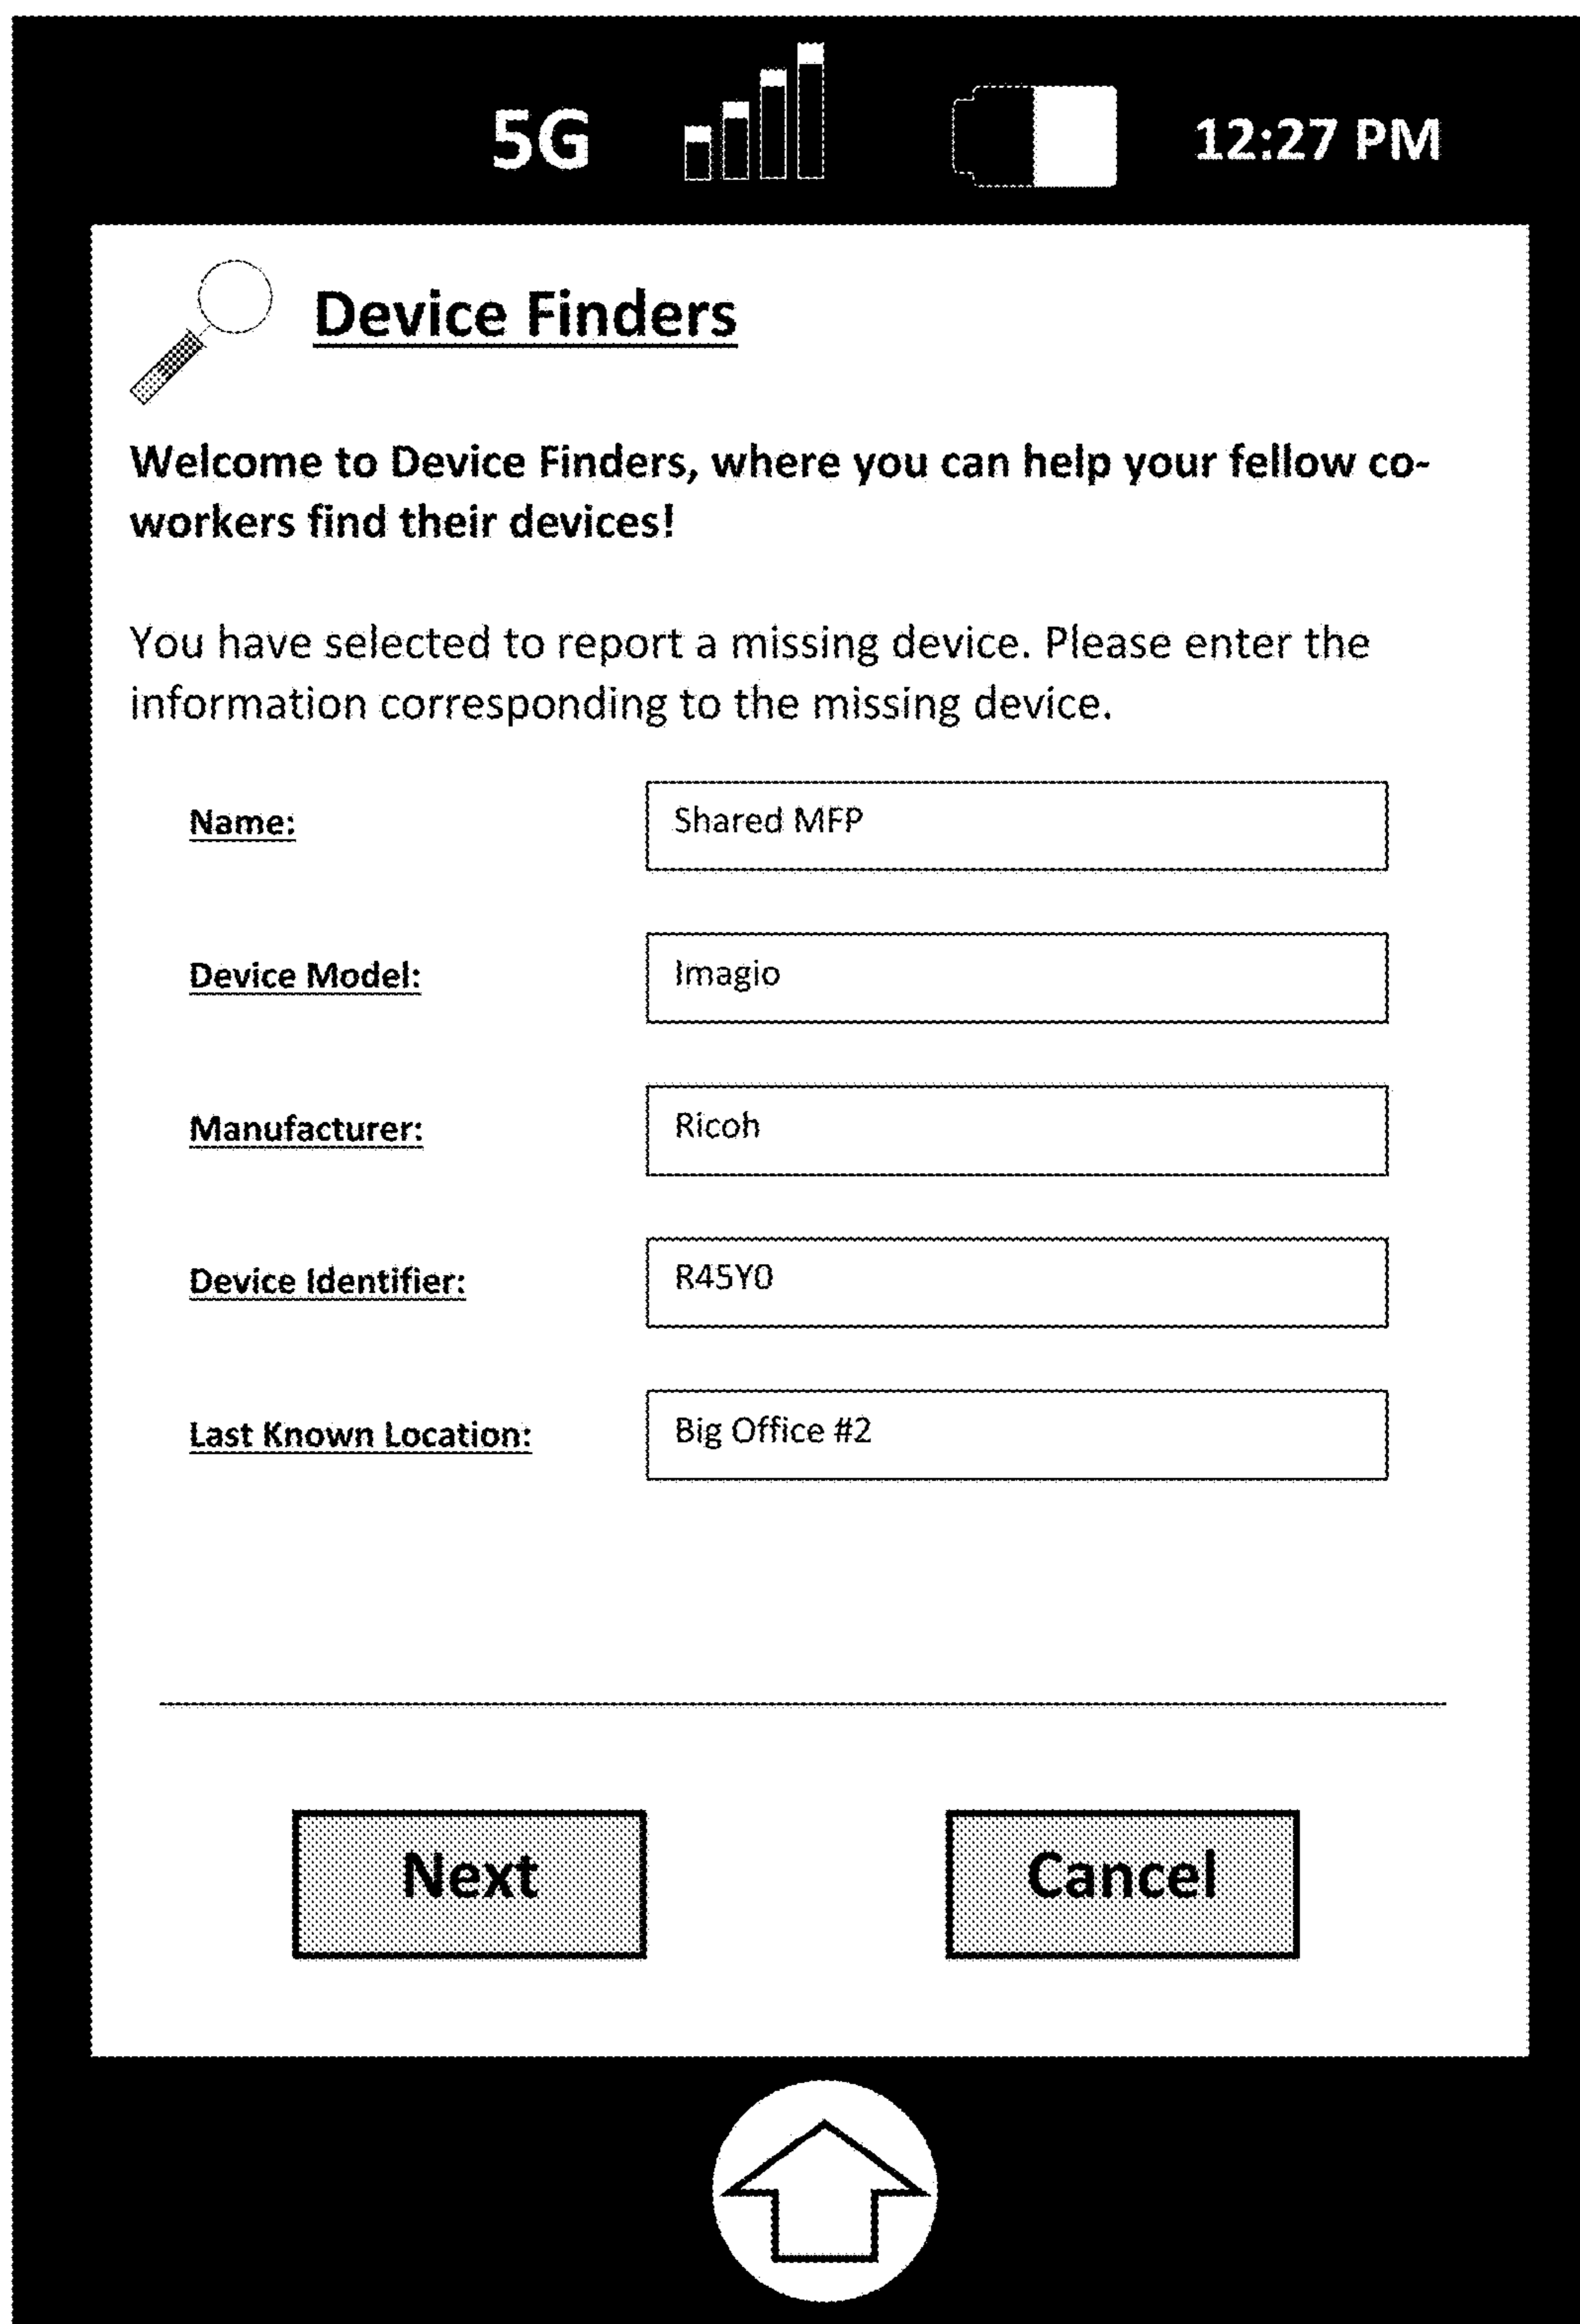 5G 12:27 PM
Device Finders
Welcome to Device Finders, where you can help your fellow co-
workers find their devices!
You have selected to report a missing device. Please enter the
information corresponding to the missing device.
Name: Shared MFP
Device Model: Imagio
Manufacturer: Ricoh
Device Identifier: R45Y0
Last Known Location: Big Office #2
Next Cancel